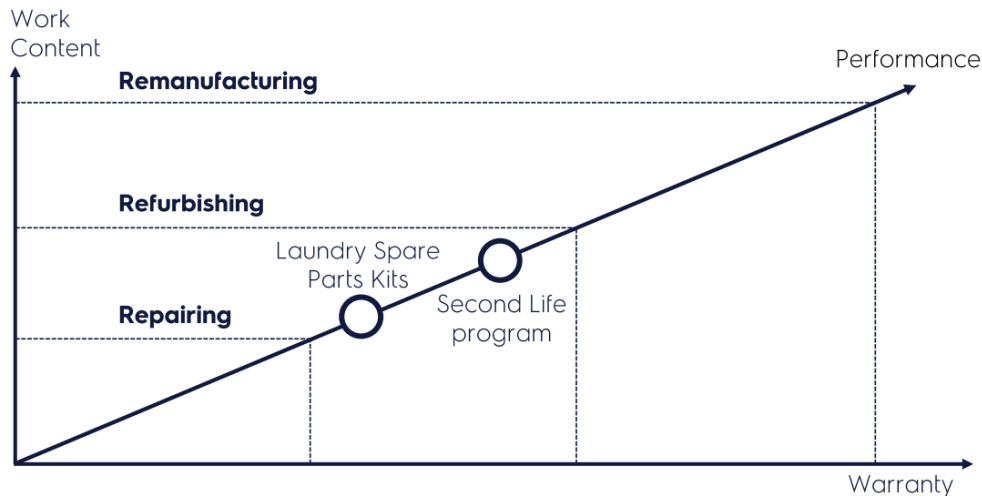 Work
Content
Performance
Remanufacturing
Refurbishing
Laundry Spare
Parts Kits
Second Life
program
Repairing
Warranty